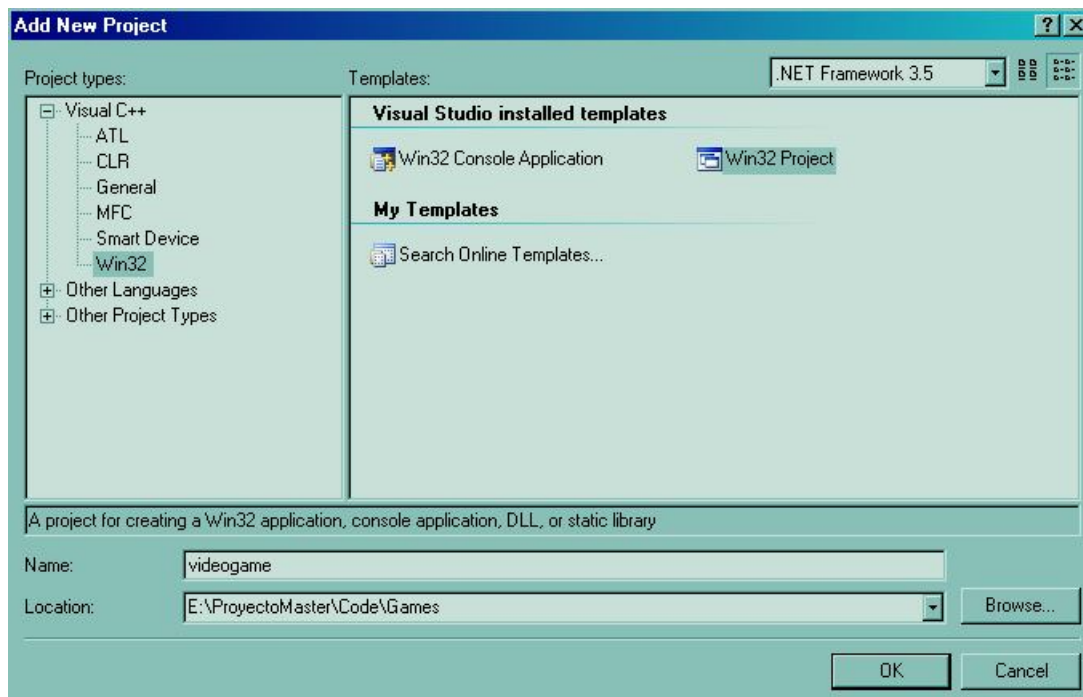 Add New Project
Project types:
Templates:
.NET Framework 3.5
Visual C++
ATL
CLR
General
MFC
Smart Device
Win32
Other Languages
Other Project Types
Visual Studio installed templates
Win32 Console Application
Win32 Project
My Templates
Search Online Templates...
A project for creating a Win32 application, console application, DLL, or static library
Name:
videogame
Location:
E:\ProyectoMaster\Code\Games
Browse...
OK
Cancel